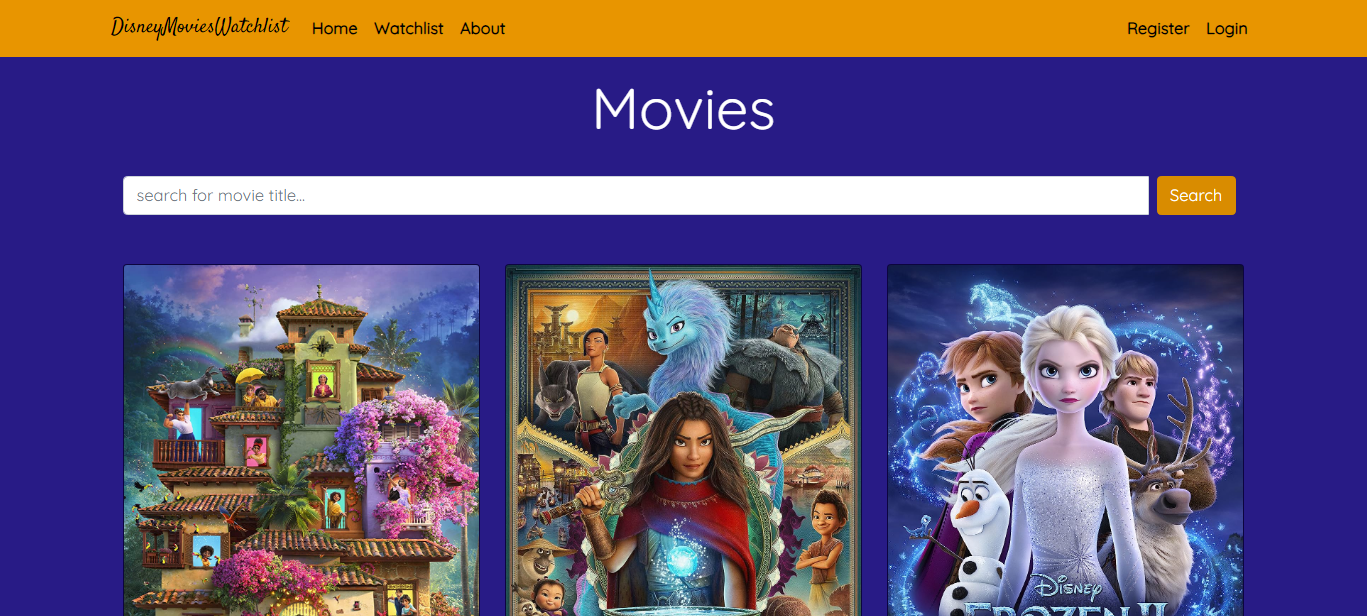 DisneyMoviesWatchlist Home Watchlist About Register Login
Movies
search for movie title...
Search
DISNEY
FROZEN II